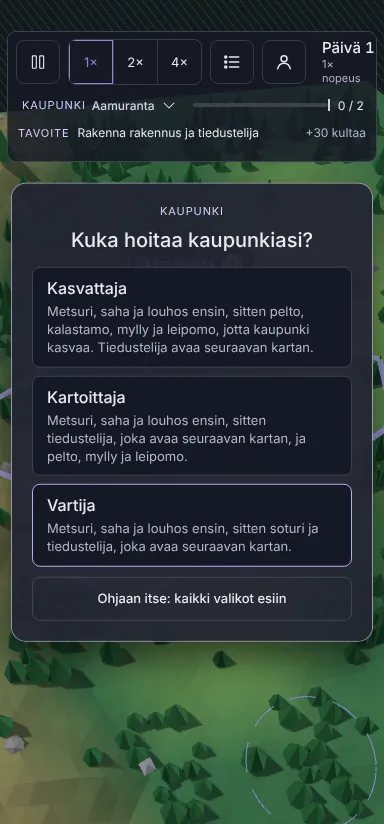 1×
2×
4×
Päivä 1
1×
nopeus
KAUPUNKI Aamuranta
0 / 2
TAVOITE Rakenna rakennus ja tiedustelija
+30 kultaa
KAUPUNKI
Kuka hoitaa kaupunkiasi?
Kasvattaja
Metsuri, saha ja louhos ensin, sitten pelto,
kalastamo, mylly ja leipomo, jotta kaupunki
kasvaa. Tiedustelija avaa seuraavan kartan.
Kartoittaja
Metsuri, saha ja louhos ensin, sitten
tiedustelija, joka avaa seuraavan kartan, ja
pelto, mylly ja leipomo.
Vartija
Metsuri, saha ja louhos ensin, sitten soturi ja
tiedustelija, joka avaa seuraavan kartan.
Ohjaan itse: kaikki valikot esiin